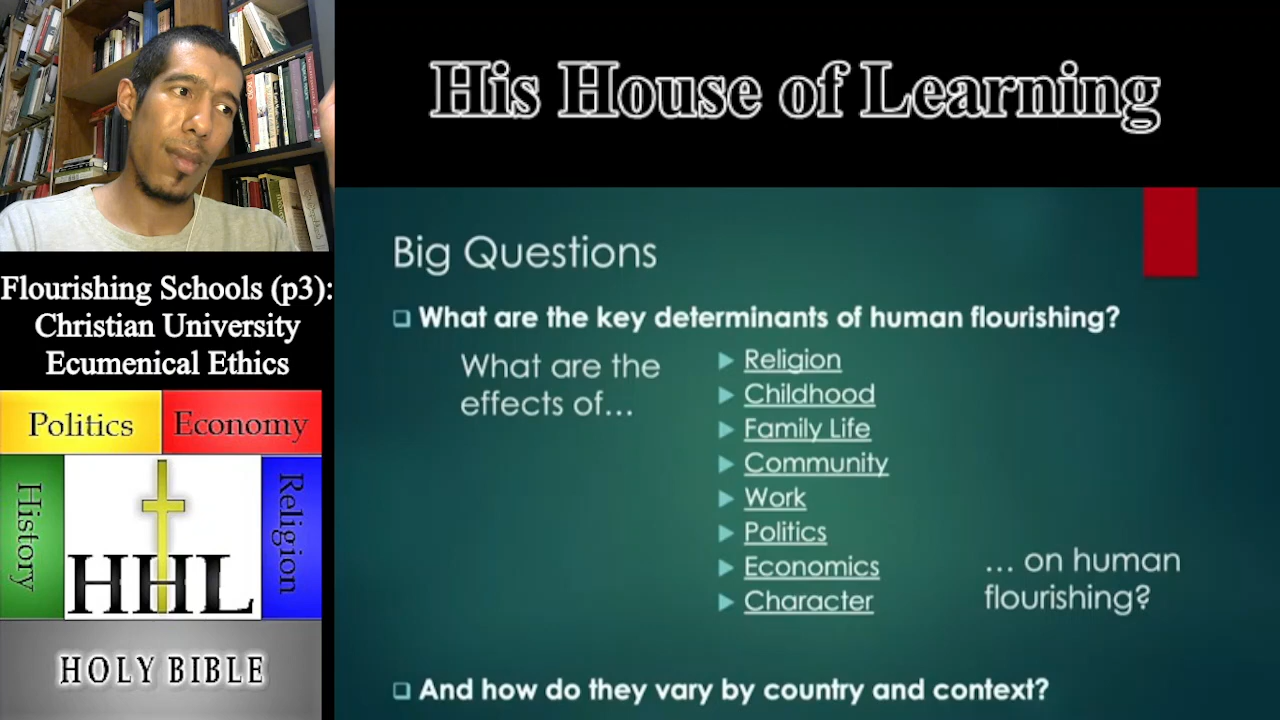 His House of Learning
Flourishing Schools (p3):
Christian University
Ecumenical Ethics
Politics
Economy
History
Religion
HHL
HOLY BIBLE
Big Questions
What are the key determinants of human flourishing?
What are the
effects of...
Religion
Childhood
Family Life
Community
Work
Politics
Economics
Character
... on human
flourishing?
And how do they vary by country and context?